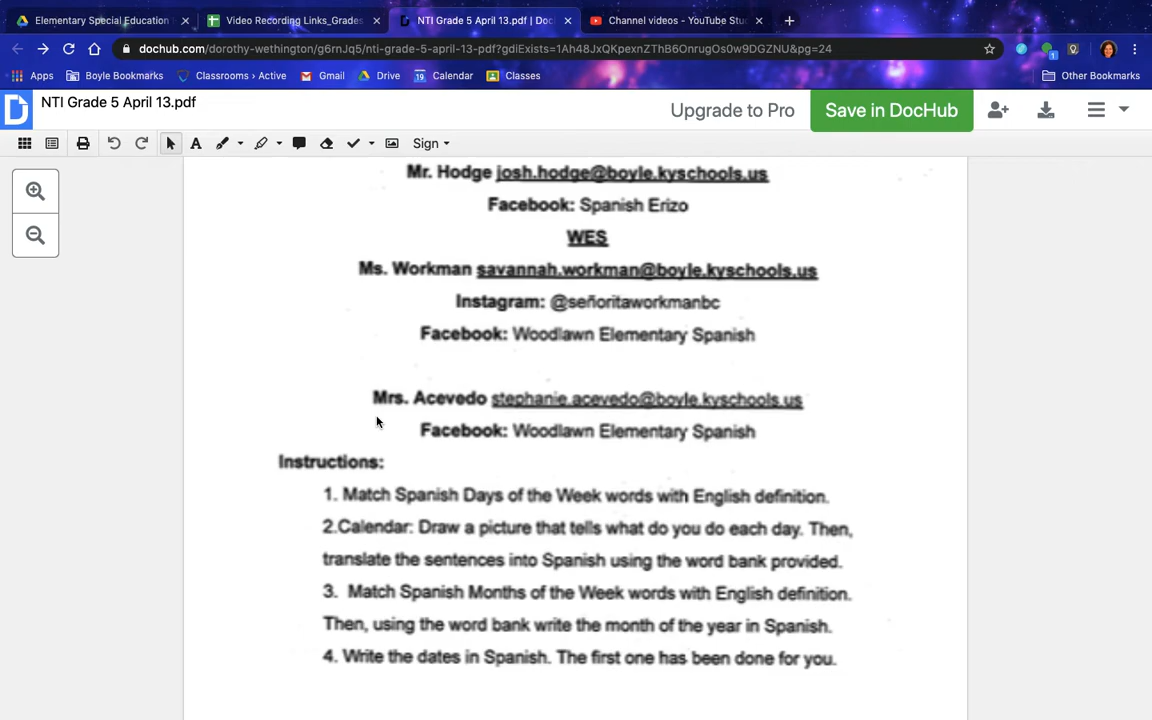 Elementary Special Education
Video Recording Links_Grades
NTI Grade 5 April 13.pdf | Doc
Channel videos - YouTube Stu
dochub.com/dorothy-wethington/g6rnJq5/nti-grade-5-april-13-pdf?gdiExists=1Ah48JxQKpexnZThB6OnrugOs0w9DGZNU&pg=24
Apps Boyle Bookmarks Classrooms > Active Gmail Drive 19 Calendar Classes Other Bookmarks
NTI Grade 5 April 13.pdf
Upgrade to Pro Save in DocHub
A Sign
Mr. Hodge josh.hodge@boyle.kyschools.us
Facebook: Spanish Erizo
WES
Ms. Workman savannah.workman@boyle.kyschools.us
Instagram: @señoritaworkmanbc
Facebook: Woodlawn Elementary Spanish
Mrs. Acevedo stephanie.acevedo@boyle.kyschools.us
Facebook: Woodlawn Elementary Spanish
Instructions:
1. Match Spanish Days of the Week words with English definition.
2.Calendar: Draw a picture that tells what do you do each day. Then,
translate the sentences into Spanish using the word bank provided.
3. Match Spanish Months of the Week words with English definition.
Then, using the word bank write the month of the year in Spanish.
4. Write the dates in Spanish. The first one has been done for you.